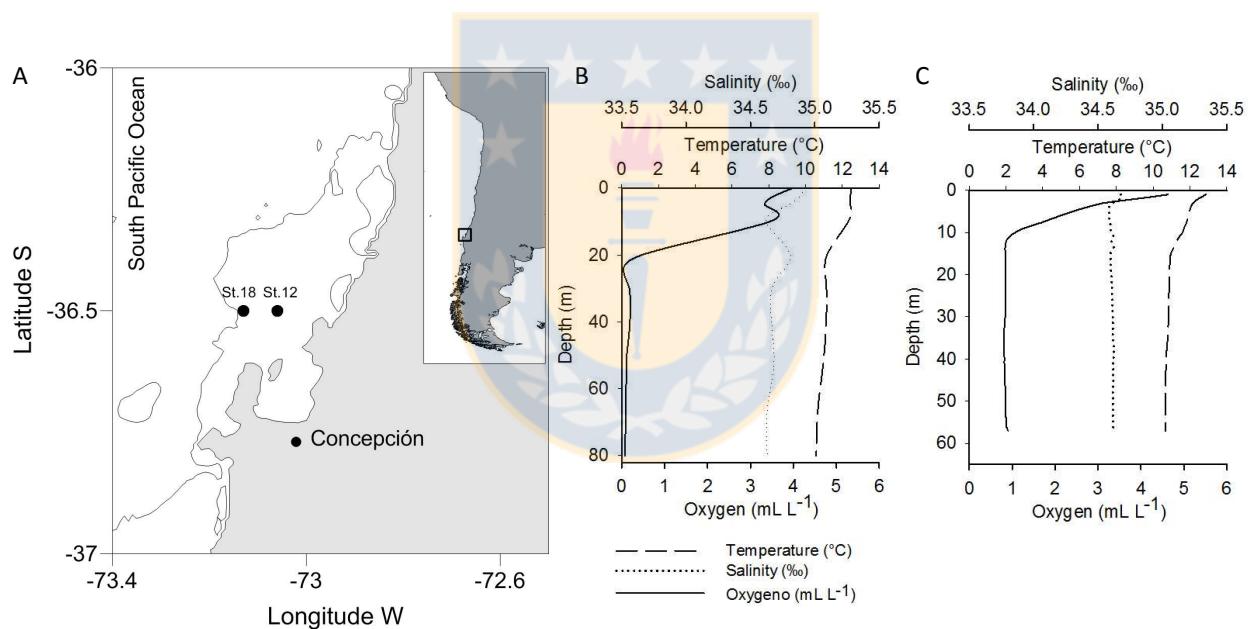 A
-36
-36.5
-37
Latitude S
South Pacific Ocean
St.18 St.12
Concepción
-73.4 -73 -72.6
Longitude W
B
Salinity (‰)
33.5 34.0 34.5 35.0 35.5
Temperature (°C)
0 2 4 6 8 10 12 14
0
20
40
60
80
Depth (m)
0 1 2 3 4 5 6
Oxygen (mL L-1)
Temperature (°C)
Salinity (‰)
Oxygeno (mL L-1)
C
Salinity (‰)
33.5 34.0 34.5 35.0 35.5
Temperature (°C)
0 2 4 6 8 10 12 14
0
10
20
30
40
50
60
Depth (m)
0 1 2 3 4 5 6
Oxygen (mL L-1)